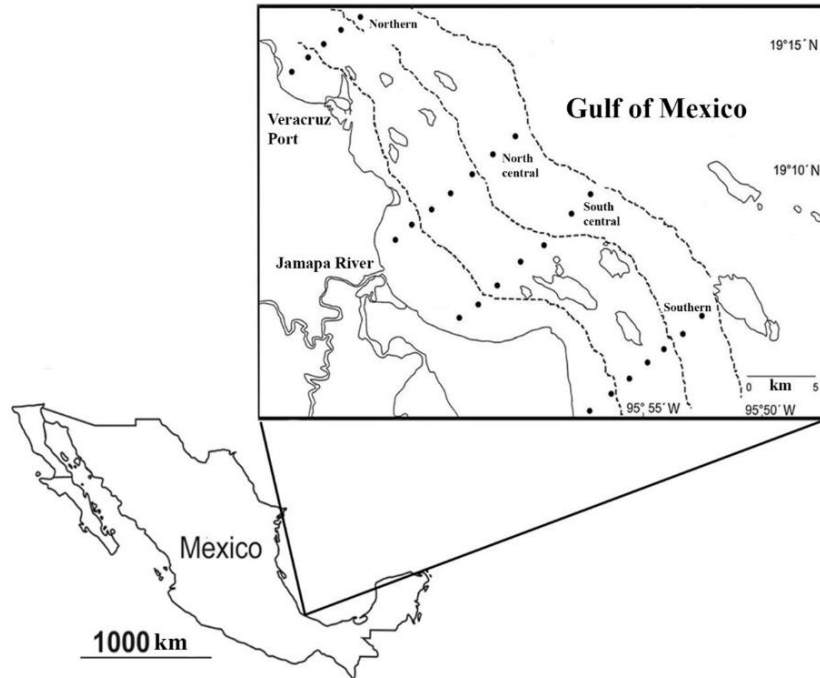 Northern
19°15´ N
Gulf of Mexico
Veracruz
Port
North
central
19°10´ N
South
central
Jamapa River
Southern
0 km 5
95° 55´ W
95°50´ W
Mexico
1000 km